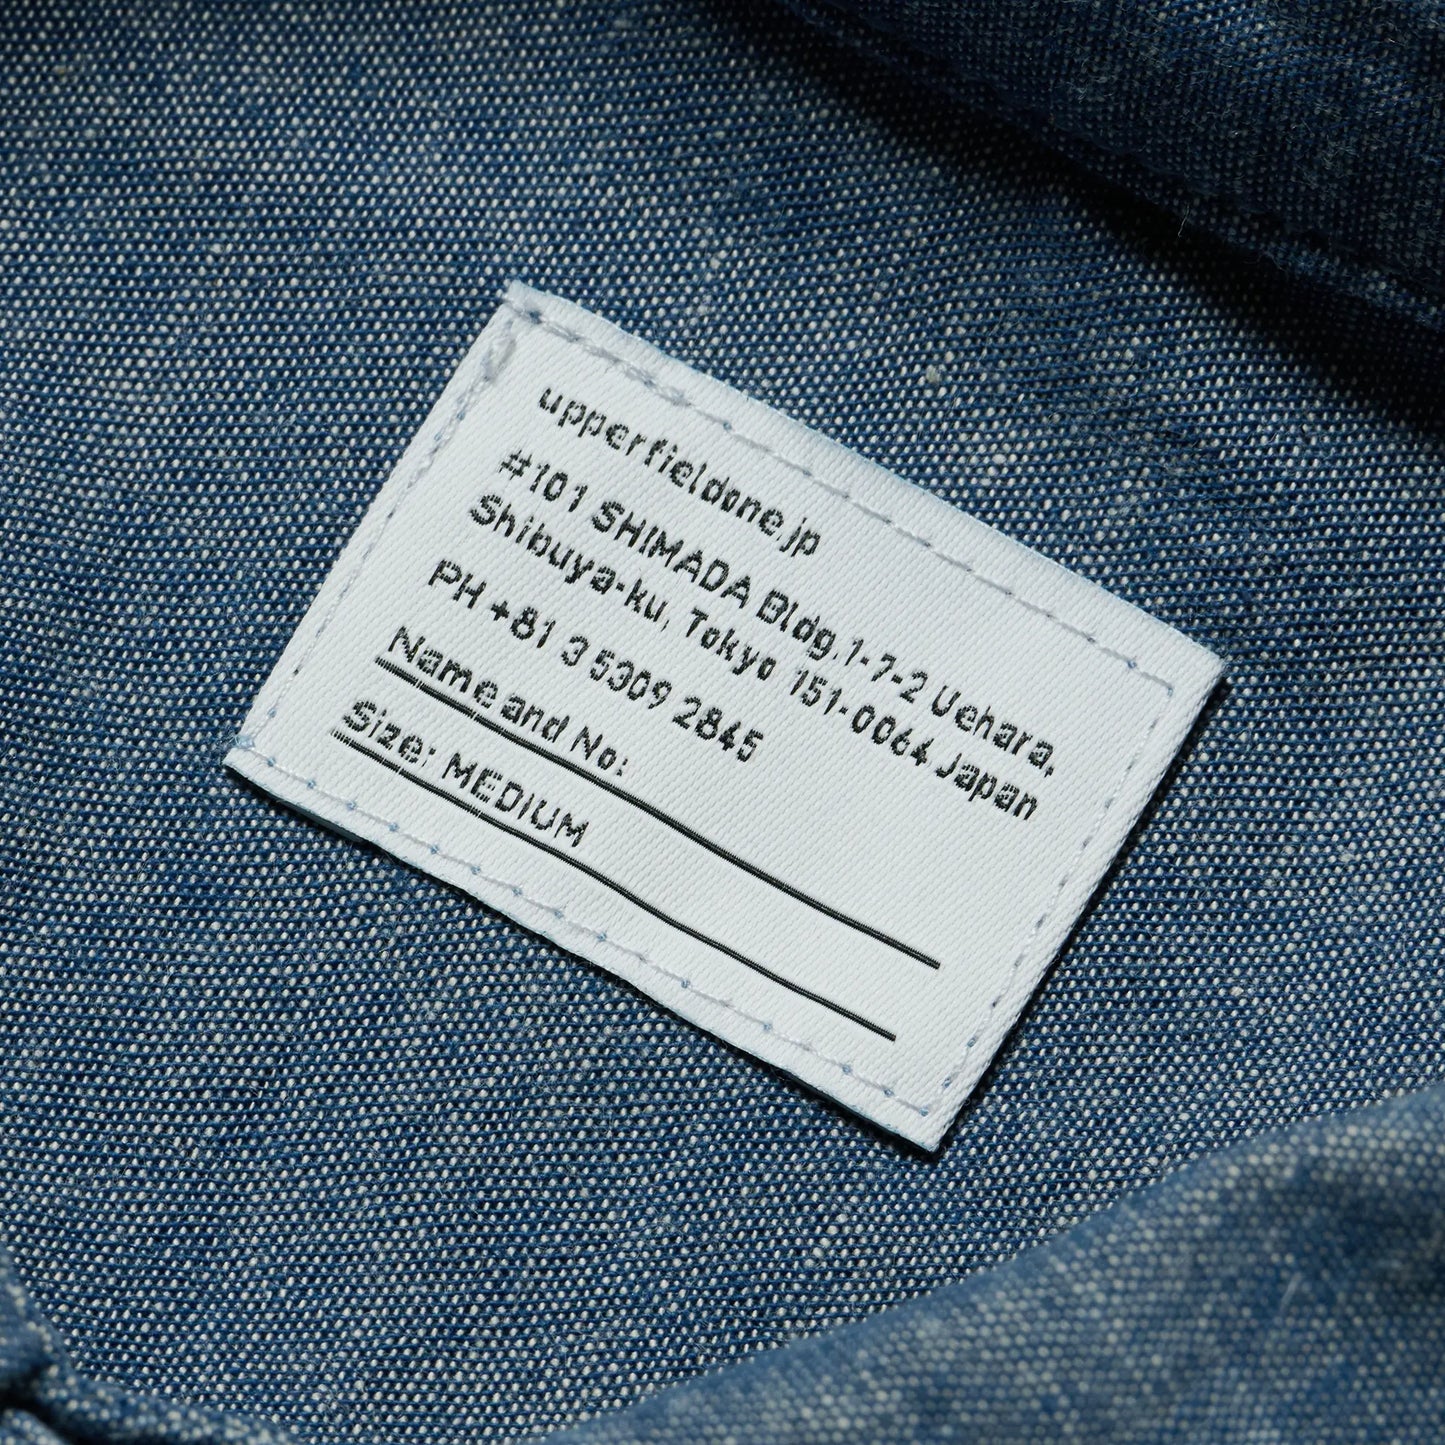 upperfieldone.jp
#101 SHIMADA Bldg.1-7-2 Uehara,
Shibuya-ku, Tokyo 151-0064 Japan
PH +81 3 5309 2845
Name and No:
Size: MEDIUM